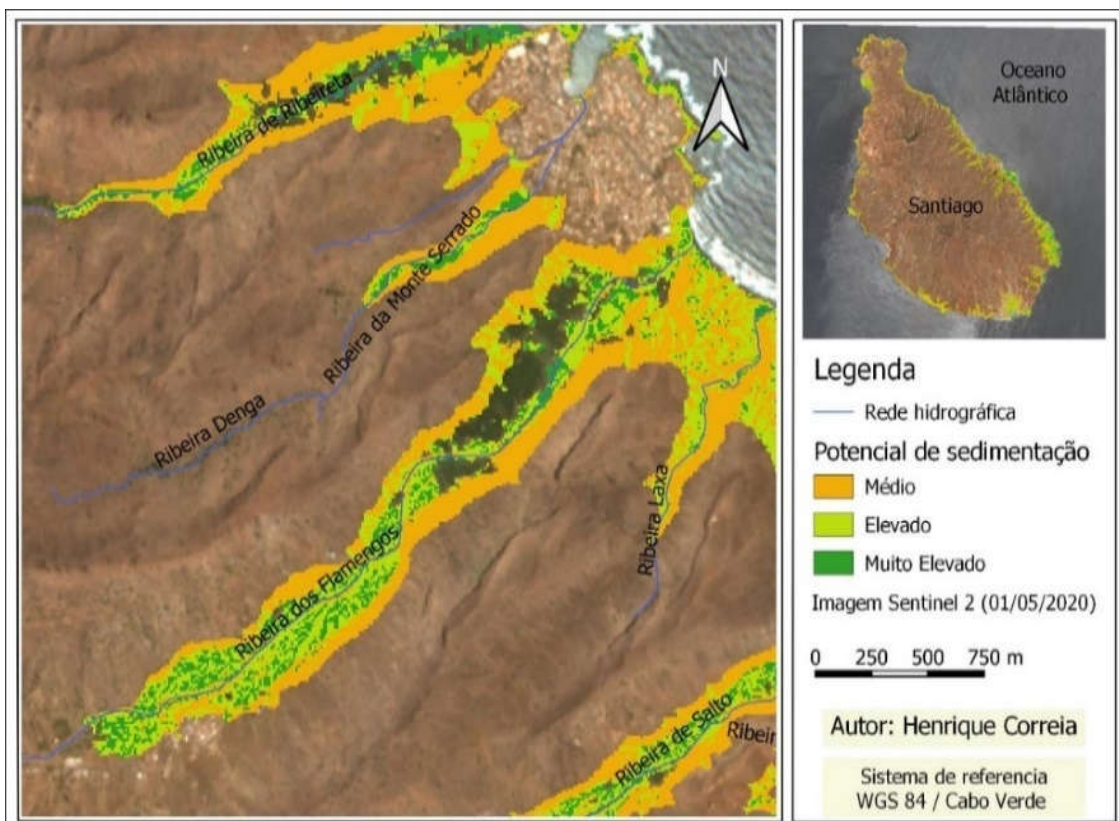 Ribeira de Ribeireta
N
Ribeira da Monte Serrado
Ribeira Denga
Ribeira dos Flamengos
Ribeira Laxa
Ribeira de Salto
Ribeir
Oceano
Atlântico
Santiago
Legenda
Rede hidrográfica
Potencial de sedimentação
Médio
Elevado
Muito Elevado
Imagem Sentinel 2 (01/05/2020)
0 250 500 750 m
Autor: Henrique Correia
Sistema de referencia
WGS 84 / Cabo Verde